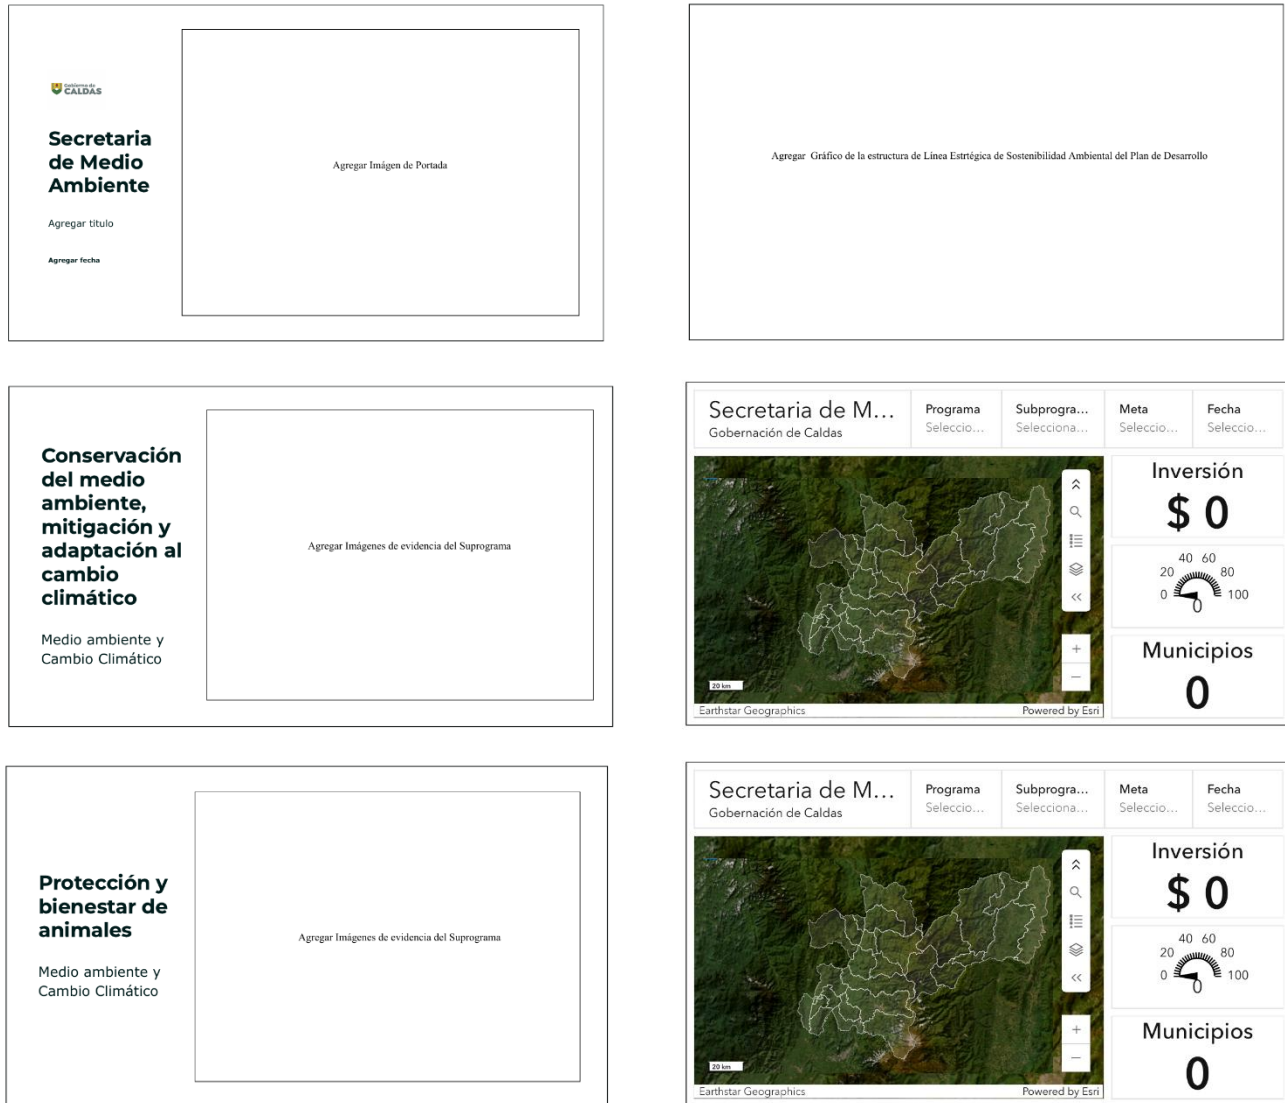 Gobierno de
CALDAS
Secretaria
de Medio
Ambiente
Agregar título
Agregar fecha
Agregar Imágen de Portada
Agregar  Gráfico de la estructura de Línea Estrtégica de Sostenibilidad Ambiental del Plan de Desarrollo
Conservación
del medio
ambiente,
mitigación y
adaptación al
cambio
climático
Medio ambiente y
Cambio Climático
Agregar Imágenes de evidencia del Suprograma
Secretaria de M...
Gobernación de Caldas
Programa
Seleccio...
Subprogra...
Selecciona...
Meta
Seleccio...
Fecha
Seleccio...
20 km
Earthstar Geographics
Powered by Esri
Inversión
$ 0
0 20 40 60 80 100
0
Municipios
0
Protección y
bienestar de
animales
Medio ambiente y
Cambio Climático
Agregar Imágenes de evidencia del Suprograma
Secretaria de M...
Gobernación de Caldas
Programa
Seleccio...
Subprogra...
Selecciona...
Meta
Seleccio...
Fecha
Seleccio...
20 km
Earthstar Geographics
Powered by Esri
Inversión
$ 0
0 20 40 60 80 100
0
Municipios
0